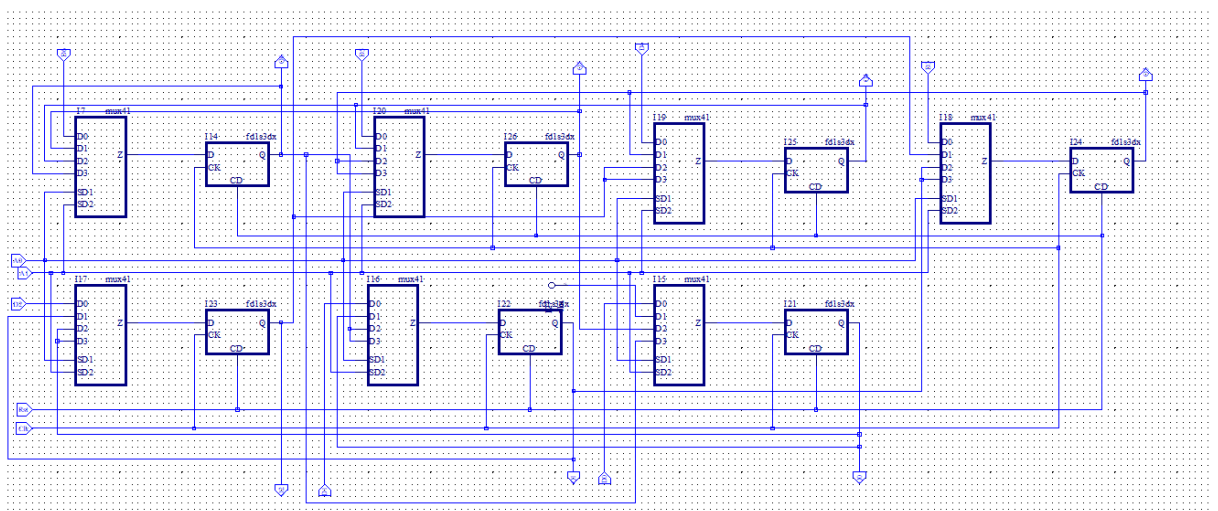 I7 mux41
D0
D1
D2
D3
SD1
SD2
Z
I14 fd1s3dx
D
CK
Q
CD
I20 mux41
D0
D1
D2
D3
SD1
SD2
Z
I26 fd1s3dx
D
CK
Q
CD
I19 mux41
D0
D1
D2
D3
SD1
SD2
Z
I25 fd1s3dx
D
CK
Q
CD
I18 mux41
D0
D1
D2
D3
SD1
SD2
Z
I24 fd1s3dx
D
CK
Q
CD
I17 mux41
D0
D1
D2
D3
SD1
SD2
Z
I23 fd1s3dx
D
CK
Q
CD
I16 mux41
D0
D1
D2
D3
SD1
SD2
Z
I22
D
CK
Q
CD
I15 mux41
D0
D1
D2
D3
SD1
SD2
Z
I21 fd1s3dx
D
CK
Q
CD